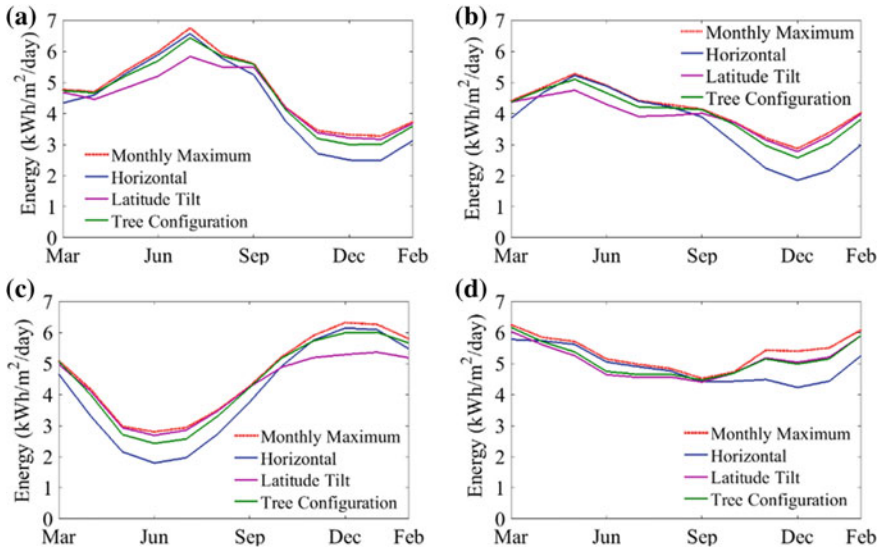 (a)
7
6
5
4
3
2
1
0
Energy (kWh/m²/day)
Monthly Maximum
Horizontal
Latitude Tilt
Tree Configuration
Mar Jun Sep Dec Feb
(b)
7
6
5
4
3
2
1
0
Energy (kWh/m²/day)
Monthly Maximum
Horizontal
Latitude Tilt
Tree Configuration
Mar Jun Sep Dec Feb
(c)
7
6
5
4
3
2
1
0
Energy (kWh/m²/day)
Monthly Maximum
Horizontal
Latitude Tilt
Tree Configuration
Mar Jun Sep Dec Feb
(d)
7
6
5
4
3
2
1
0
Energy (kWh/m²/day)
Monthly Maximum
Horizontal
Latitude Tilt
Tree Configuration
Mar Jun Sep Dec Feb